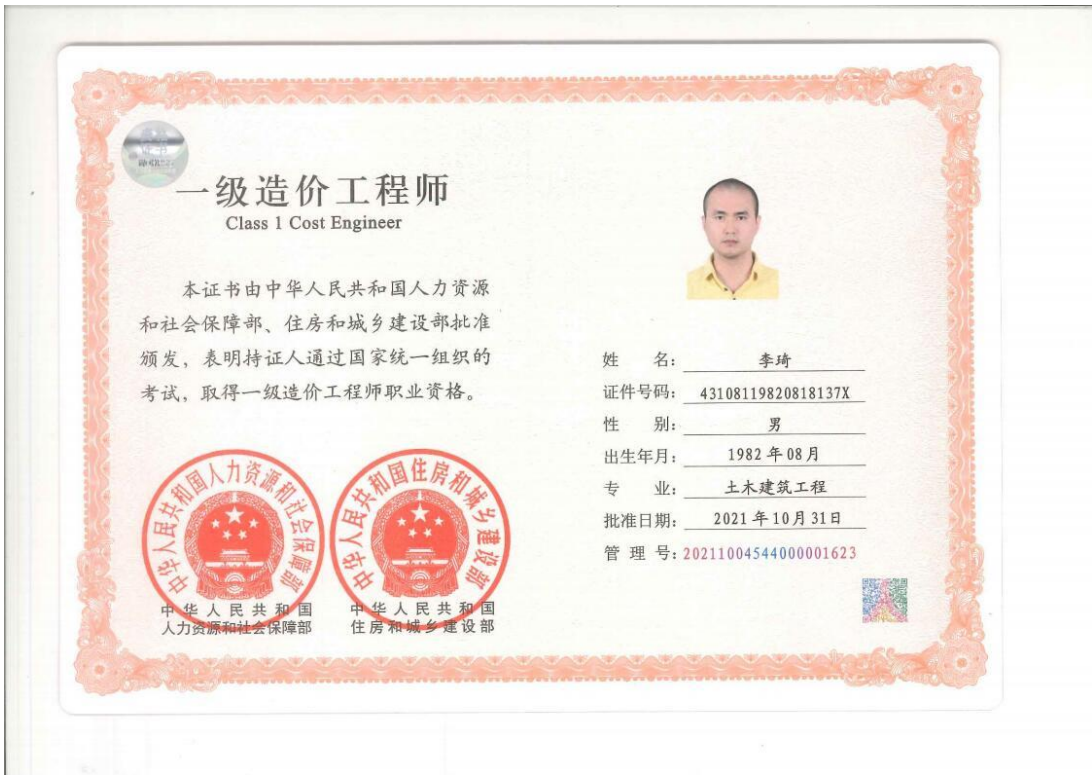 一级造价工程师
Class 1 Cost Engineer
本证书由中华人民共和国人力资源
和社会保障部、住房和城乡建设部批准
颁发，表明持证人通过国家统一组织的
考试，取得一级造价工程师职业资格。
中华人民共和国人力资源和社会保障部
中华人民共和国
人力资源和社会保障部
中华人民共和国住房和城乡建设部
中华人民共和国
住房和城乡建设部
姓 名： 李琦
证件号码： 43108119820818137X
性 别： 男
出生年月： 1982年08月
专 业： 土木建筑工程
批准日期： 2021年10月31日
管 理 号：20211004544000001623